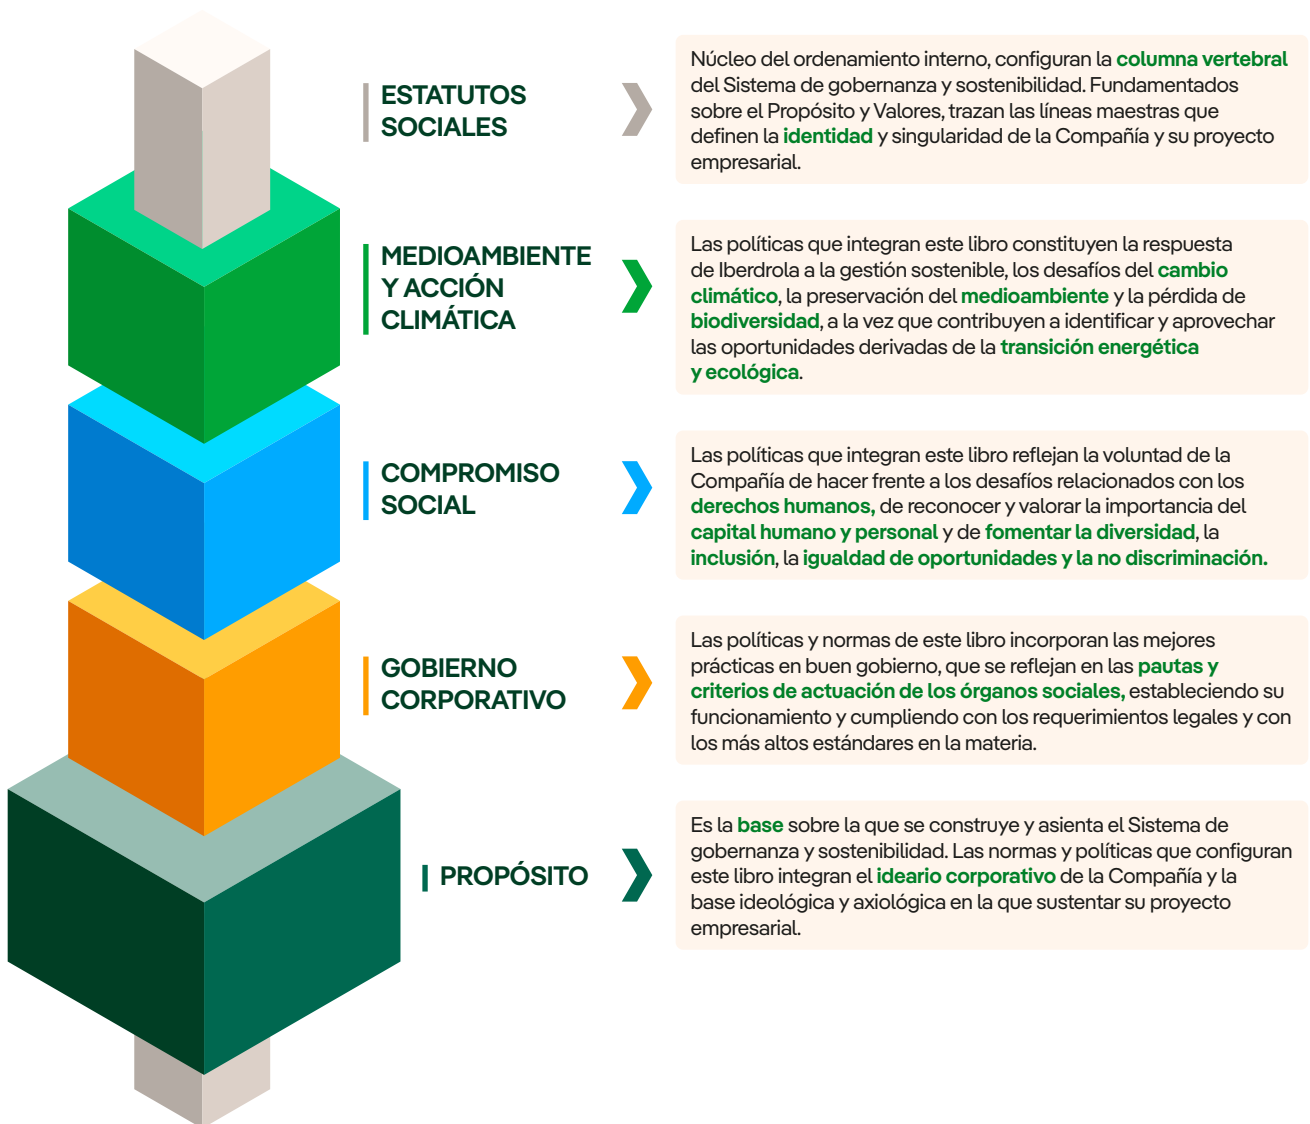 ESTATUTOS
SOCIALES
Núcleo del ordenamiento interno, configuran la columna vertebral
del Sistema de gobernanza y sostenibilidad. Fundamentados
sobre el Propósito y Valores, trazan las líneas maestras que
definen la identidad y singularidad de la Compañía y su proyecto
empresarial.
MEDIOAMBIENTE
Y ACCIÓN
CLIMÁTICA
Las políticas que integran este libro constituyen la respuesta
de Iberdrola a la gestión sostenible, los desafíos del cambio
climático, la preservación del medioambiente y la pérdida de
biodiversidad, a la vez que contribuyen a identificar y aprovechar
las oportunidades derivadas de la transición energética
y ecológica.
COMPROMISO
SOCIAL
Las políticas que integran este libro reflejan la voluntad de la
Compañía de hacer frente a los desafíos relacionados con los
derechos humanos, de reconocer y valorar la importancia del
capital humano y personal y de fomentar la diversidad, la
inclusión, la igualdad de oportunidades y la no discriminación.
GOBIERNO
CORPORATIVO
Las políticas y normas de este libro incorporan las mejores
prácticas en buen gobierno, que se reflejan en las pautas y
criterios de actuación de los órganos sociales, estableciendo su
funcionamiento y cumpliendo con los requerimientos legales y con
los más altos estándares en la materia.
PROPÓSITO
Es la base sobre la que se construye y asienta el Sistema de
gobernanza y sostenibilidad. Las normas y políticas que configuran
este libro integran el ideario corporativo de la Compañía y la
base ideológica y axiológica en la que sustentar su proyecto
empresarial.